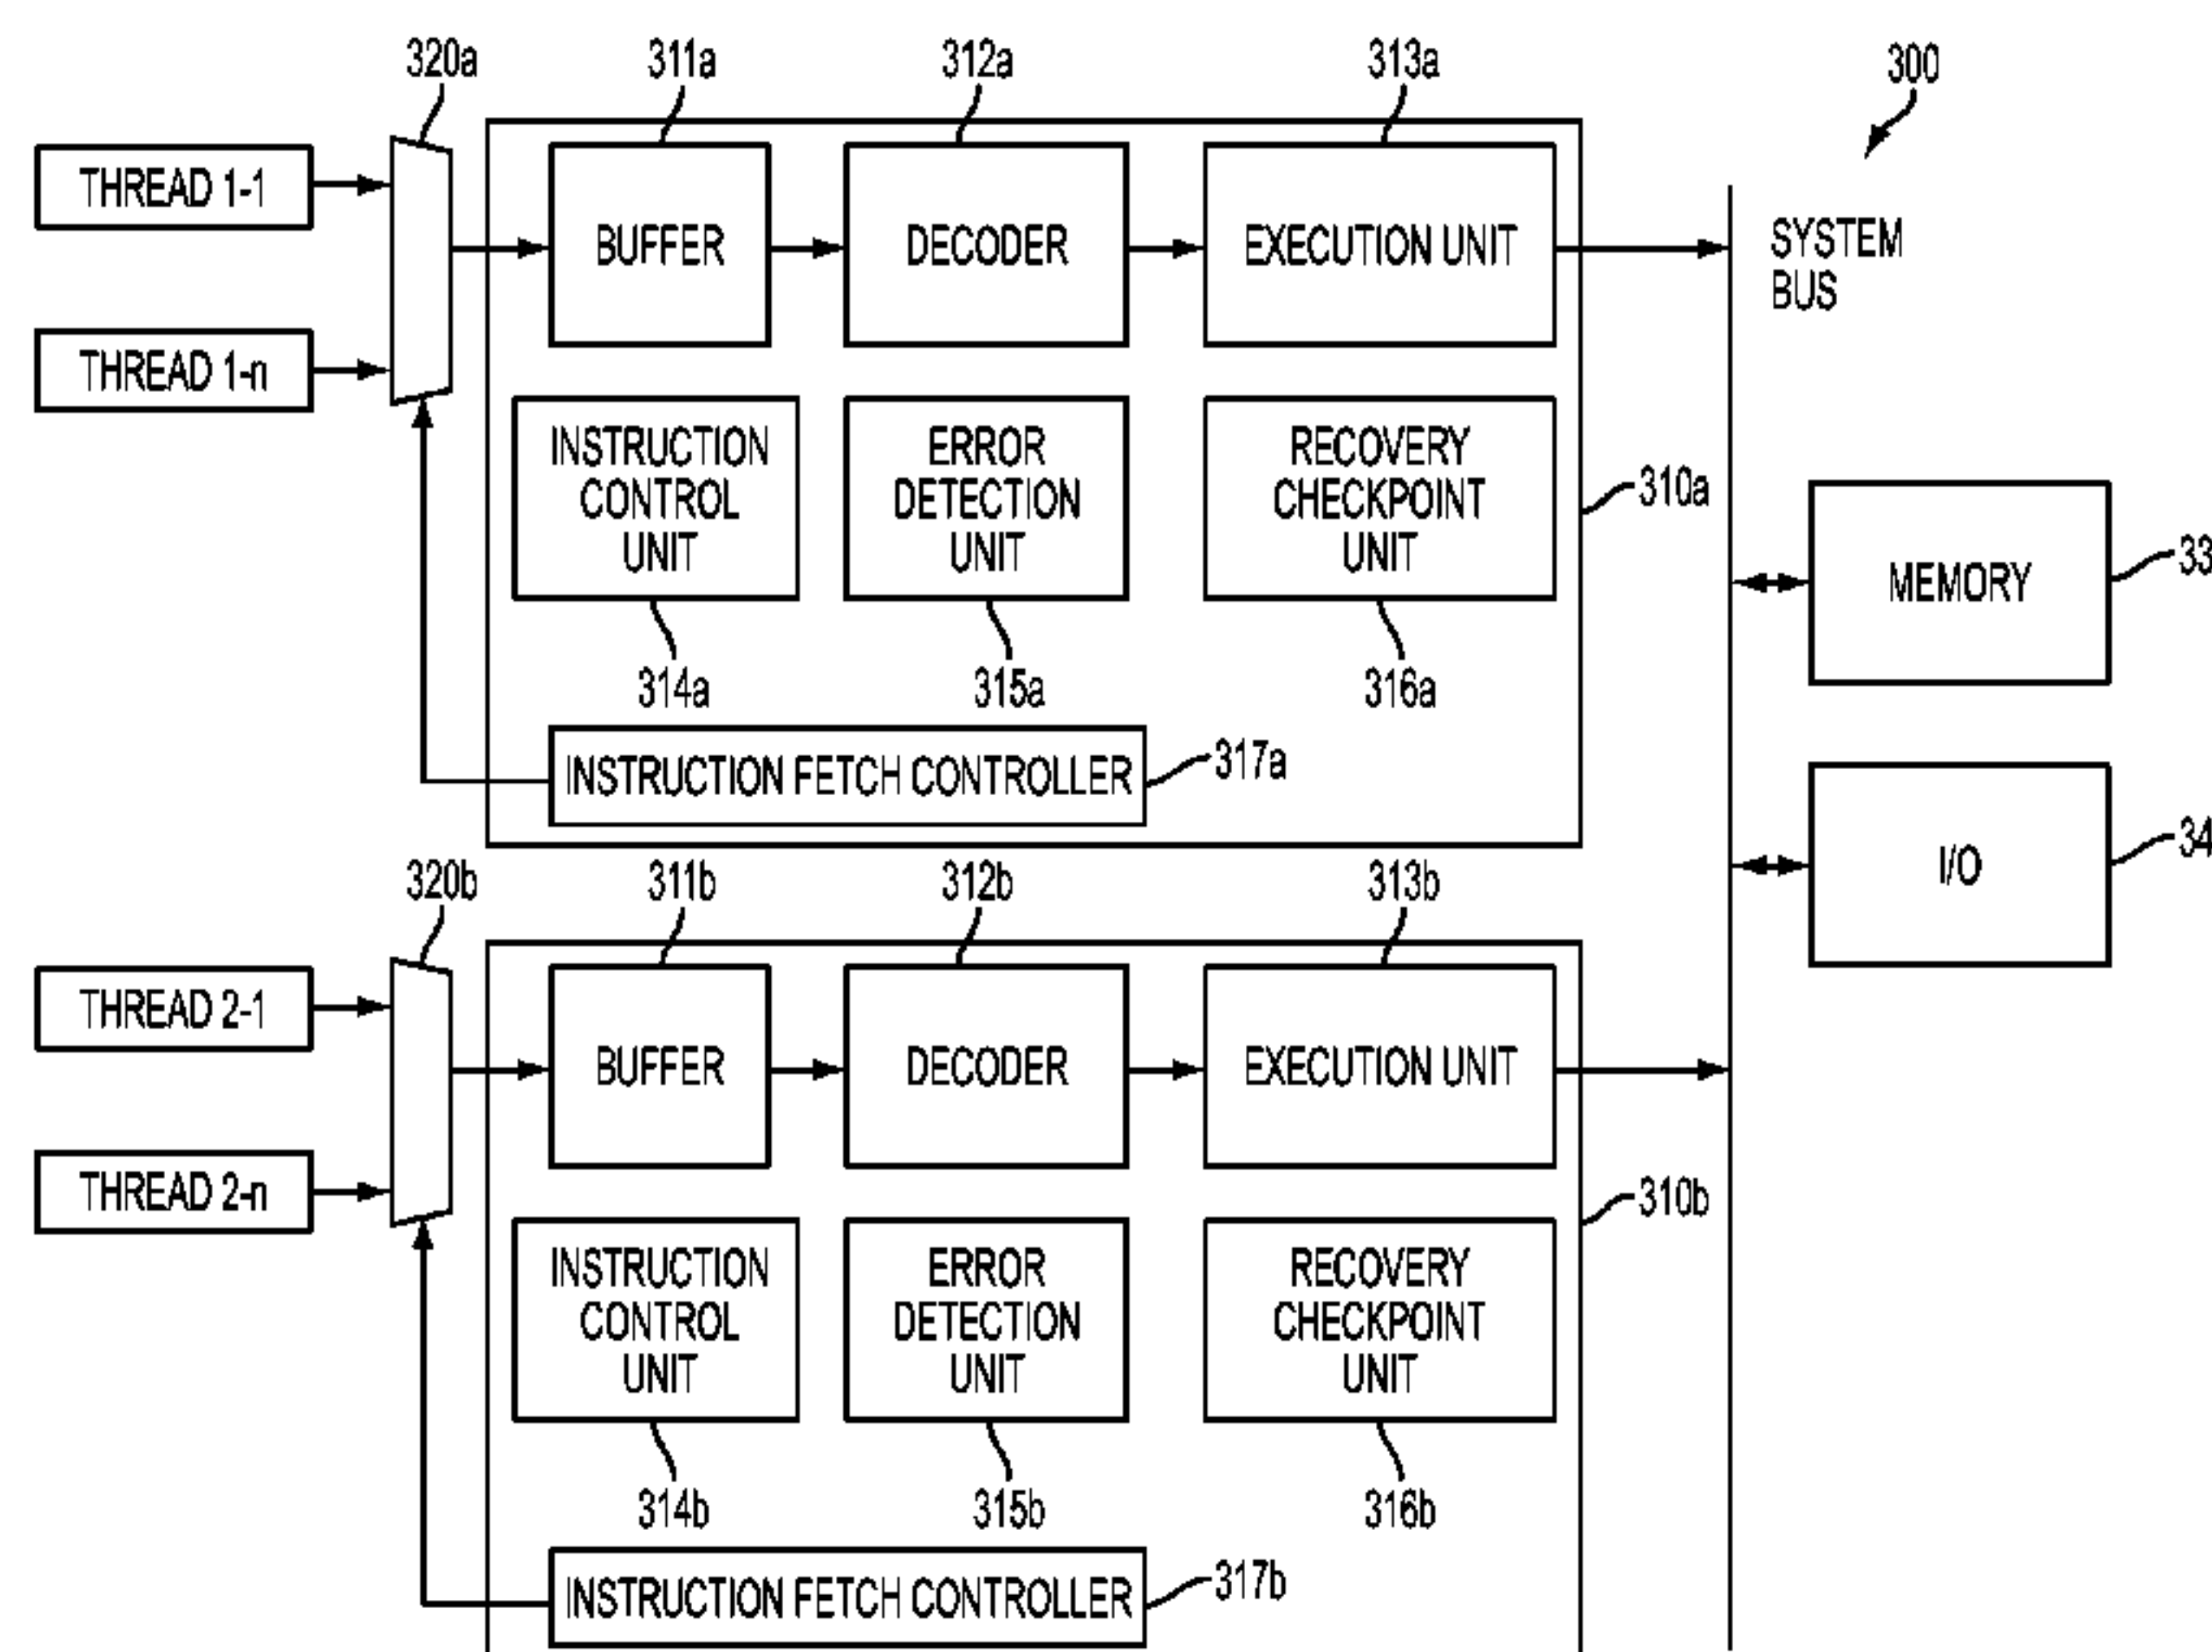 320a
311a
312a
313a
300
THREAD 1-1
THREAD 1-n
BUFFER
DECODER
EXECUTION UNIT
SYSTEM
BUS
INSTRUCTION
CONTROL
UNIT
ERROR
DETECTION
UNIT
RECOVERY
CHECKPOINT
UNIT
310a
MEMORY
33
314a
315a
316a
INSTRUCTION FETCH CONTROLLER
317a
I/O
34
320b
311b
312b
313b
THREAD 2-1
THREAD 2-n
BUFFER
DECODER
EXECUTION UNIT
INSTRUCTION
CONTROL
UNIT
ERROR
DETECTION
UNIT
RECOVERY
CHECKPOINT
UNIT
310b
314b
315b
316b
INSTRUCTION FETCH CONTROLLER
317b